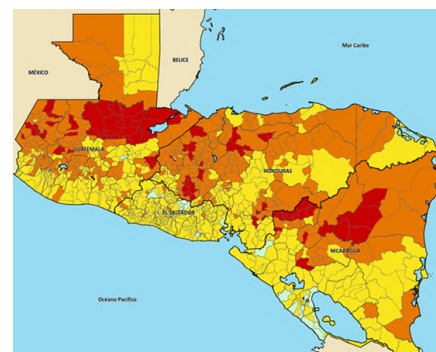 Mar Caribe
BELICE
MÉXICO
GUATEMALA
HONDURAS
EL SALVADOR
NICARAGUA
Océano Pacífico